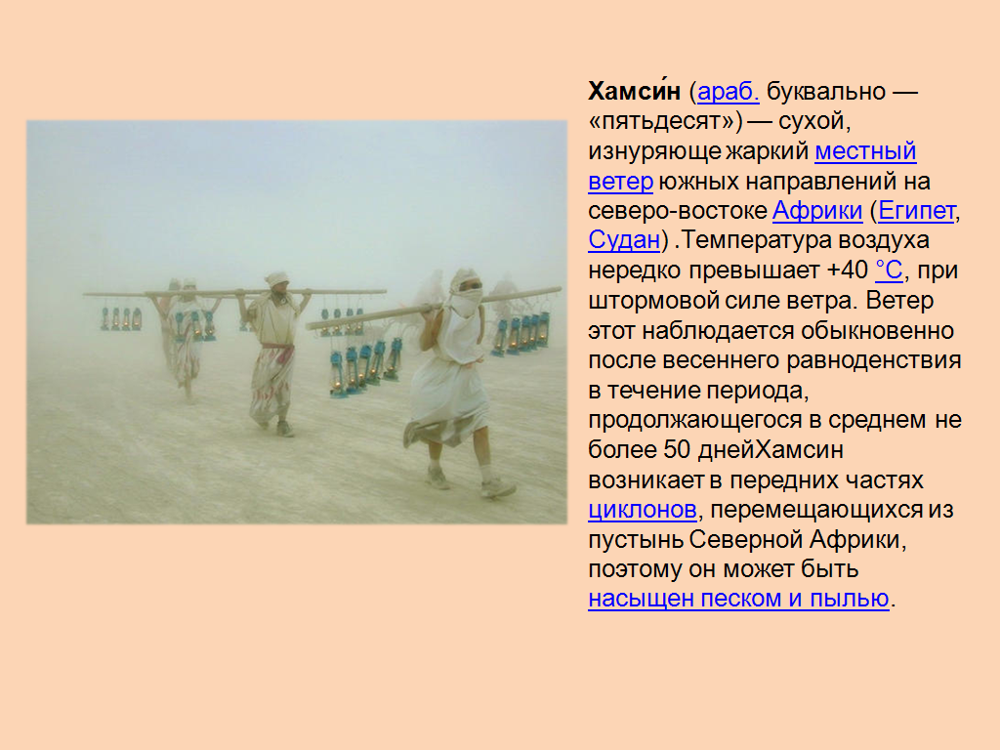 Хамси́н (араб. буквально —
«пятьдесят») — сухой,
изнуряюще жаркий местный
ветер южных направлений на
северо-востоке Африки (Египет,
Судан) .Температура воздуха
нередко превышает +40 °C, при
штормовой силе ветра. Ветер
этот наблюдается обыкновенно
после весеннего равноденствия
в течение периода,
продолжающегося в среднем не
более 50 днейХамсин
возникает в передних частях
циклонов, перемещающихся из
пустынь Северной Африки,
поэтому он может быть
насыщен песком и пылью.